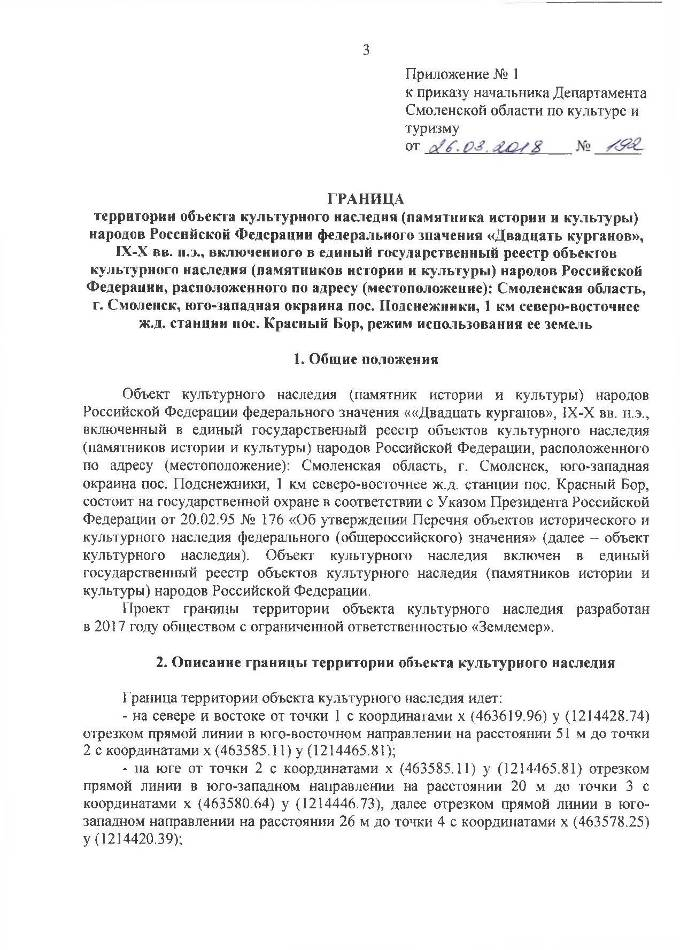 3
Приложение № 1
к приказу начальника Департамента
Смоленской области по культуре и
туризму
от 26.03.2018 № 192
ГРАНИЦА
территории объекта культурного наследия (памятника истории и культуры)
народов Российской Федерации федерального значения «Двадцать курганов»,
IX-X вв. н.э., включенного в единый государственный реестр объектов
культурного наследия (памятников истории и культуры) народов Российской
Федерации, расположенного по адресу (местоположение): Смоленская область,
г. Смоленск, юго-западная окраина пос. Подснежники, 1 км северо-восточнее
ж.д. станции пос. Красный Бор, режим использования ее земель
1. Общие положения
Объект культурного наследия (памятник истории и культуры) народов
Российской Федерации федерального значения ««Двадцать курганов», IX-X вв. н.э.,
включенный в единый государственный реестр объектов культурного наследия
(памятников истории и культуры) народов Российской Федерации, расположенного
по адресу (местоположение): Смоленская область, г. Смоленск, юго-западная
окраина пос. Подснежники, 1 км северо-восточнее ж.д. станции пос. Красный Бор,
состоит на государственной охране в соответствии с Указом Президента Российской
Федерации от 20.02.95 № 176 «Об утверждении Перечня объектов исторического и
культурного наследия федерального (общероссийского) значения» (далее – объект
культурного наследия). Объект культурного наследия включен в единый
государственный реестр объектов культурного наследия (памятников истории и
культуры) народов Российской Федерации.
Проект границы территории объекта культурного наследия разработан
в 2017 году обществом с ограниченной ответственностью «Землемер».
2. Описание границы территории объекта культурного наследия
Граница территории объекта культурного наследия идет:
- на севере и востоке от точки 1 с координатами x (463619.96) y (1214428.74)
отрезком прямой линии в юго-восточном направлении на расстоянии 51 м до точки
2 с координатами x (463585.11) y (1214465.81);
- на юге от точки 2 с координатами x (463585.11) y (1214465.81) отрезком
прямой линии в юго-западном направлении на расстоянии 20 м до точки 3 с
координатами x (463580.64) y (1214446.73), далее отрезком прямой линии в юго-
западном направлении на расстоянии 26 м до точки 4 с координатами x (463578.25)
y (1214420.39);